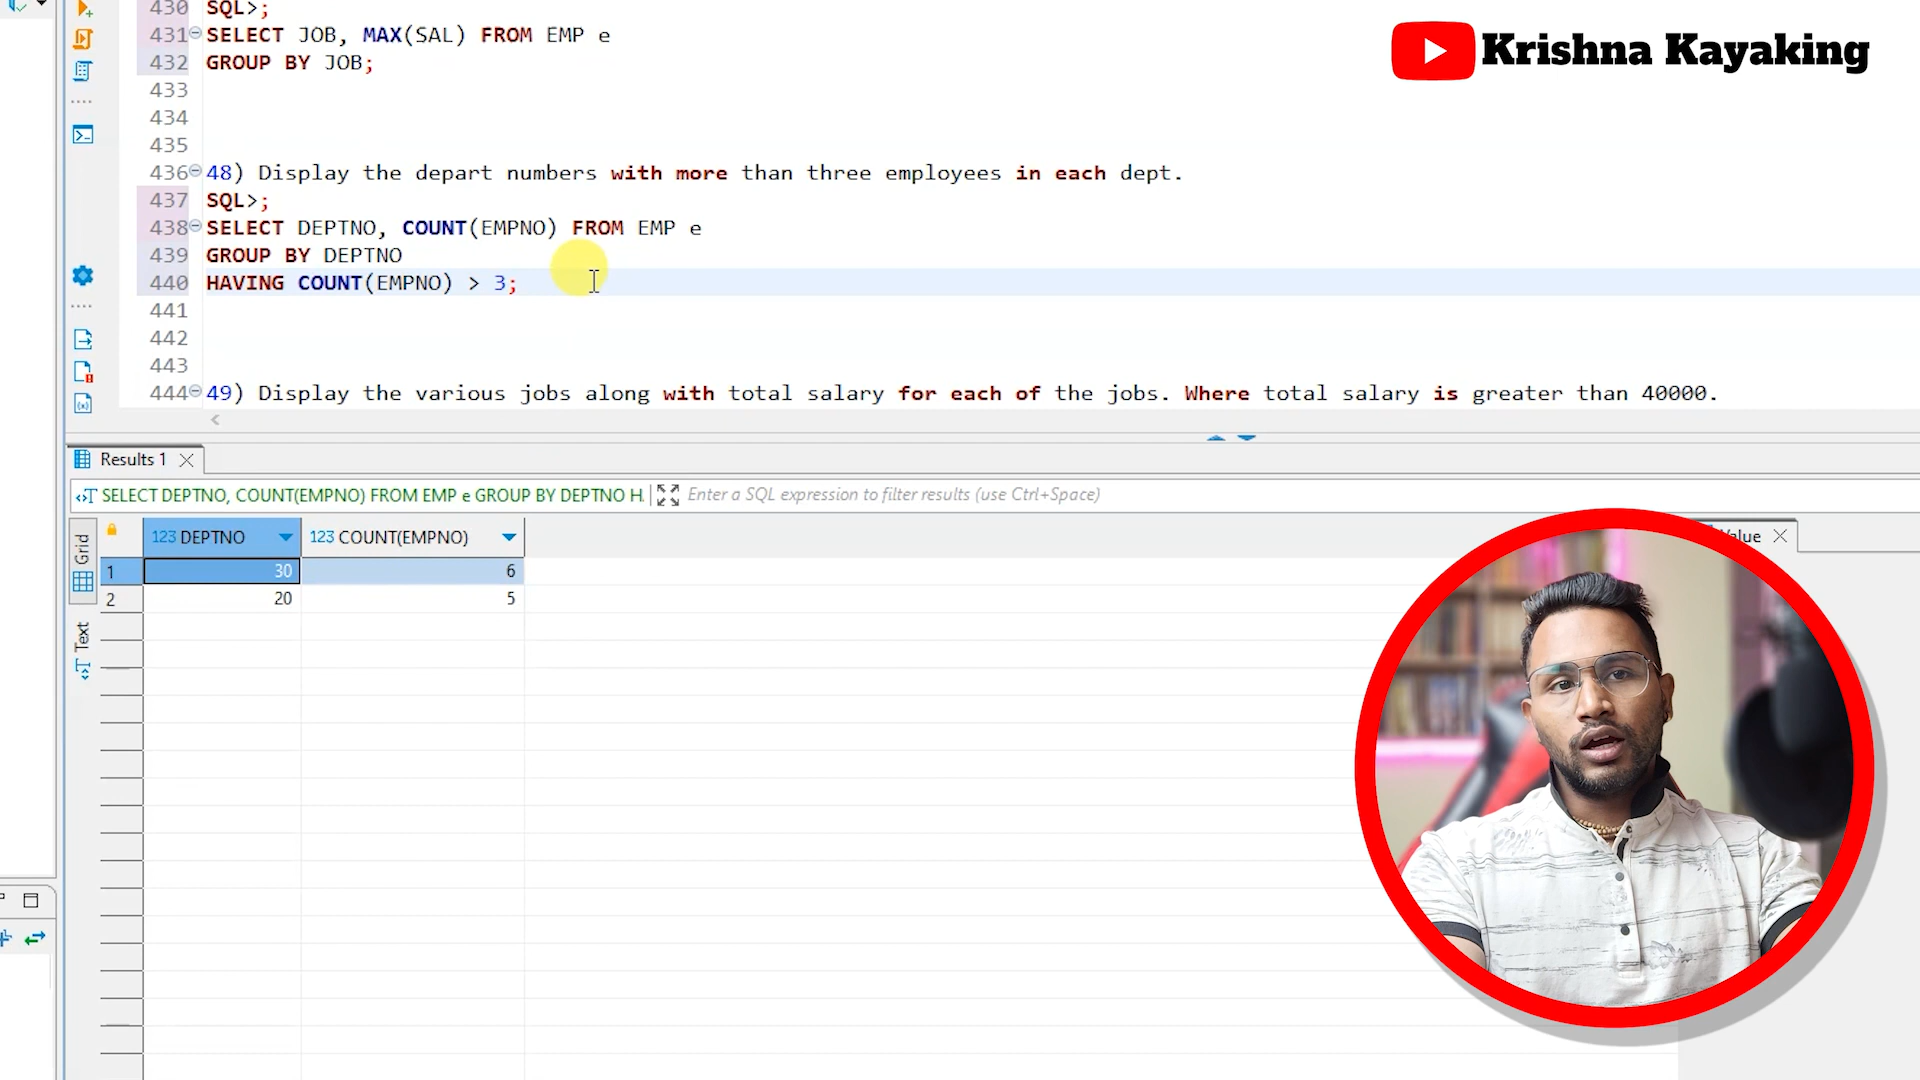 Krishna Kayaking
430 SQL>;
431 SELECT JOB, MAX(SAL) FROM EMP e
432 GROUP BY JOB;
433
434
435
436 48) Display the depart numbers with more than three employees in each dept.
437 SQL>;
438 SELECT DEPTNO, COUNT(EMPNO) FROM EMP e
439 GROUP BY DEPTNO
440 HAVING COUNT(EMPNO) > 3;
441
442
443
444 49) Display the various jobs along with total salary for each of the jobs. Where total salary is greater than 40000.
Results 1
SELECT DEPTNO, COUNT(EMPNO) FROM EMP e GROUP BY DEPTNO H
Enter a SQL expression to filter results (use Ctrl+Space)
Grid
Text
123 DEPTNO 123 COUNT(EMPNO)
1 30 6
2 20 5